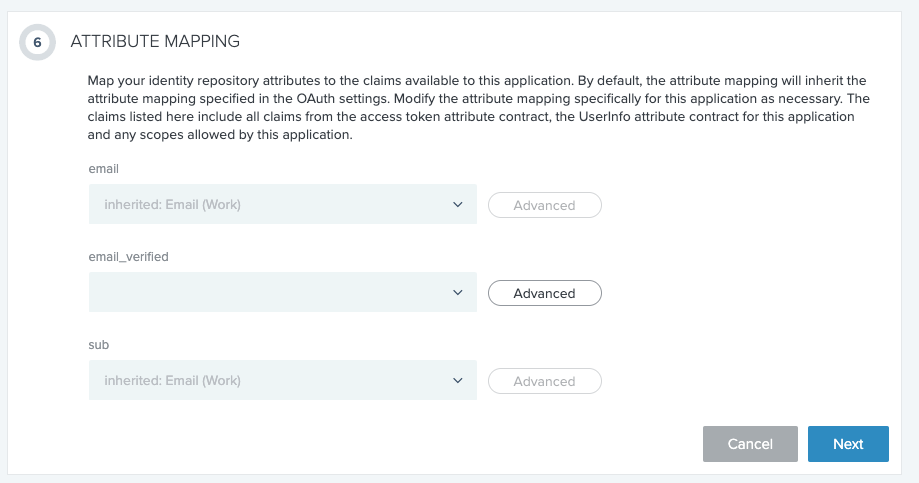 6 ATTRIBUTE MAPPING
Map your identity repository attributes to the claims available to this application. By default, the attribute mapping will inherit the
attribute mapping specified in the OAuth settings. Modify the attribute mapping specifically for this application as necessary. The
claims listed here include all claims from the access token attribute contract, the UserInfo attribute contract for this application
and any scopes allowed by this application.
email
inherited: Email (Work) Advanced
email_verified
Advanced
sub
inherited: Email (Work) Advanced
Cancel Next